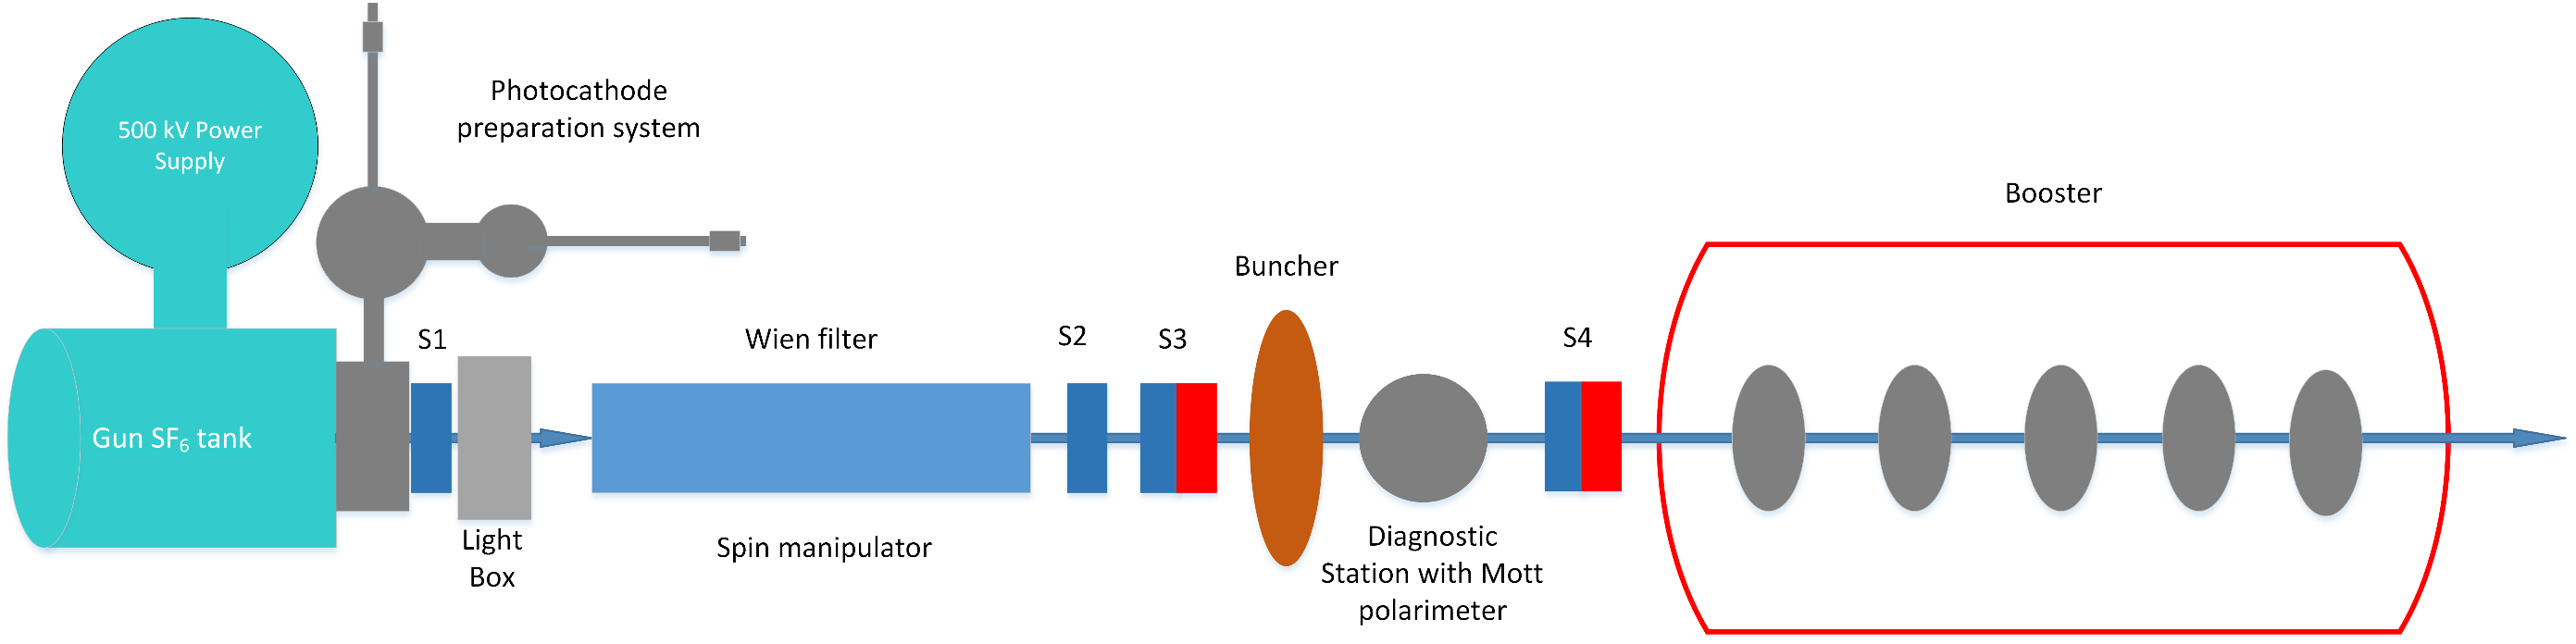 500 kV Power
Supply
Photocathode
preparation system
Booster
Buncher
S1
Wien filter
S2
S3
S4
Gun SF₆ tank
Light
Box
Spin manipulator
Diagnostic
Station with Mott
polarimeter